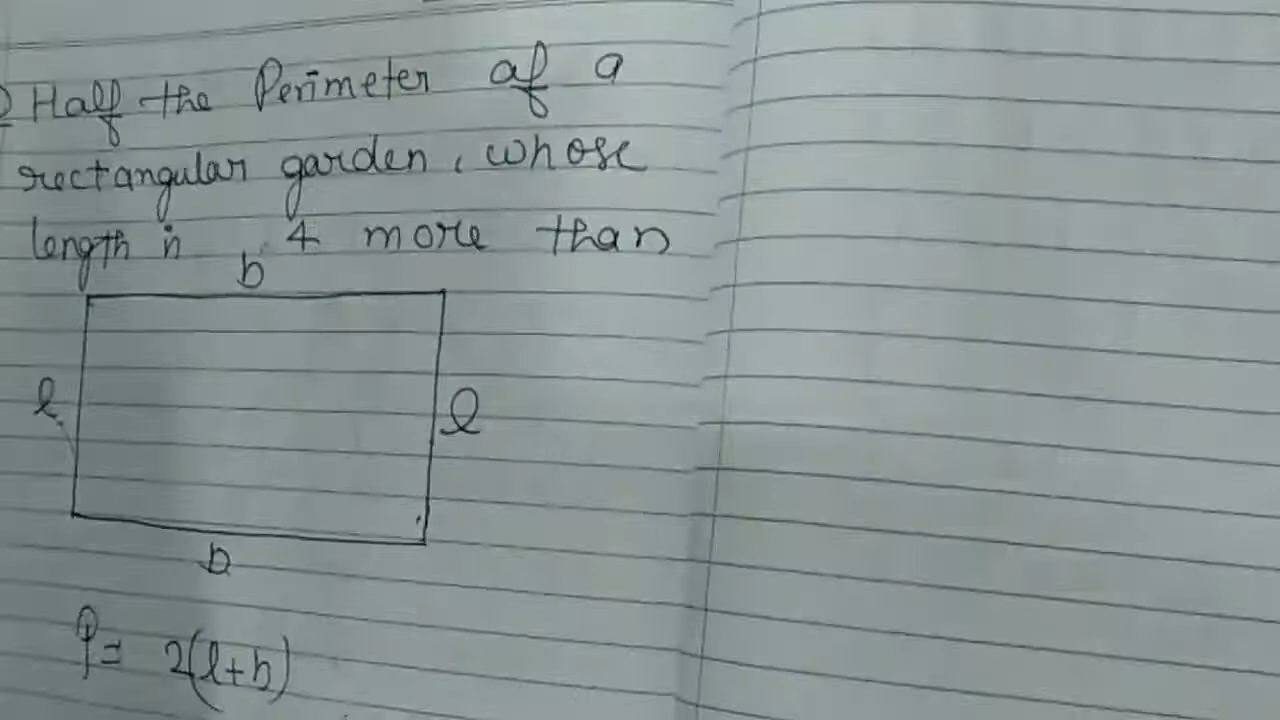 Half the Perimeter of a
rectangular garden, whose
length is 4 more than
b
l
l
b
P= 2(l+b)